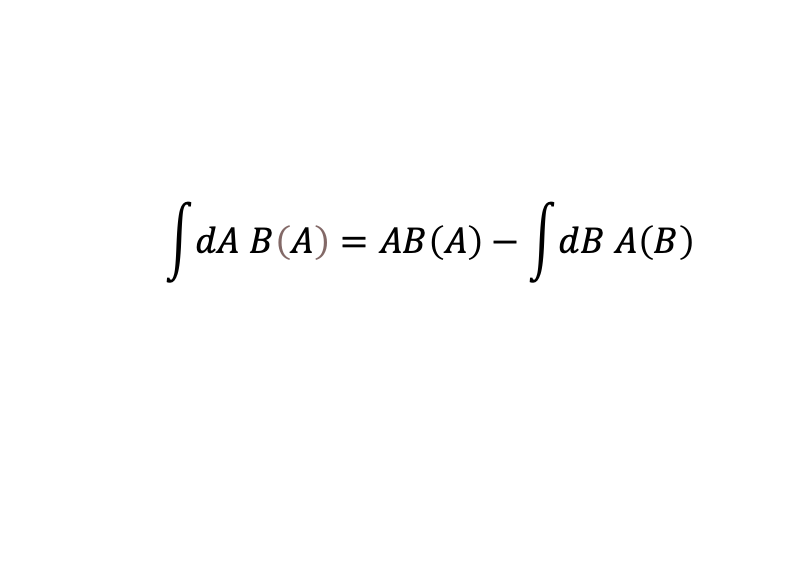 ∫dA B(A) = AB(A) − ∫dB A(B)